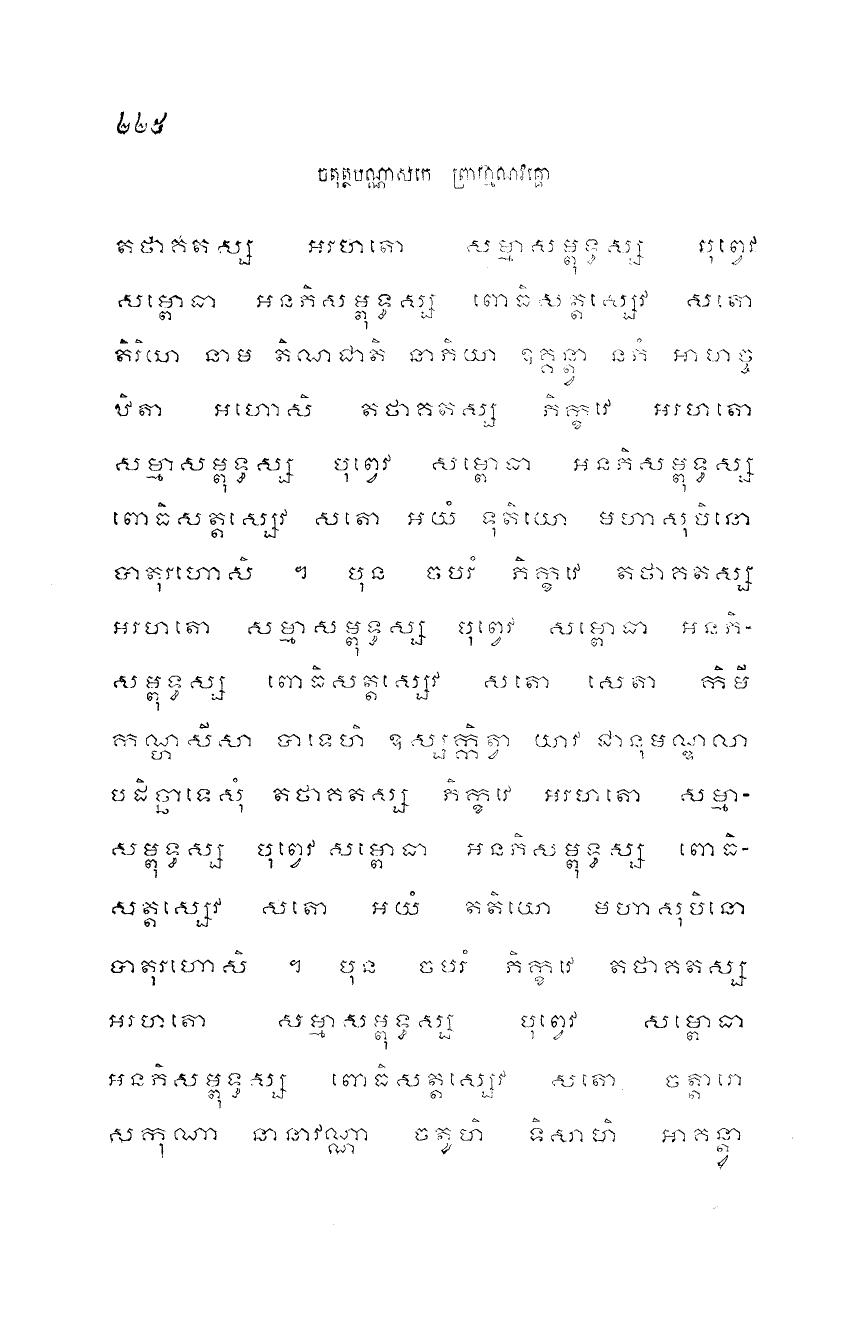 ២២៥
ចតុត្ថបណ្ណាសកេ ព្រាហ្មណវគ្គោ
តថាគតស្ស អរហតោ សម្មាសម្ពុទ្ធស្ស បុព្វេវ
សម្ពោធា អនភិសម្ពុទ្ធស្ស ពោធិសត្តស្សេវ សតោ
តិរិយា នាម តិណជាតិ នាភិយា ឧគ្គន្ត្វា នភំ អាហច្ច
ឋិតា អហោសិ តថាគតស្ស ភិក្ខវេ អរហតោ
សម្មាសម្ពុទ្ធស្ស បុព្វេវ សម្ពោធា អនភិសម្ពុទ្ធស្ស
ពោធិសត្តស្សេវ សតោ អយំ ទុតិយោ មហាសុបិនោ
បាតុរហោសិ ។ បុន ចបរំ ភិក្ខវេ តថាគតស្ស
អរហតោ សម្មាសម្ពុទ្ធស្ស បុព្វេវ សម្ពោធា អនភិ-
សម្ពុទ្ធស្ស ពោធិសត្តស្សេវ សតោ សេតា កិមី
កណ្ហសីសា បាទេហិ ឧស្សក្កិត្វា យាវ ជានុមណ្ឌលា
បដិច្ឆាទេសុំ តថាគតស្ស ភិក្ខវេ អរហតោ សម្មា-
សម្ពុទ្ធស្ស បុព្វេវ សម្ពោធា អនភិសម្ពុទ្ធស្ស ពោធិ-
សត្តស្សេវ សតោ អយំ តតិយោ មហាសុបិនោ
បាតុរហោសិ ។ បុន ចបរំ ភិក្ខវេ តថាគតស្ស
អរហតោ សម្មាសម្ពុទ្ធស្ស បុព្វេវ សម្ពោធា
អនភិសម្ពុទ្ធស្ស ពោធិសត្តស្សេវ សតោ ចត្តារោ
សកុណា នានាវណ្ណា ចតូហិ ទិសាហិ អាគន្ត្វា